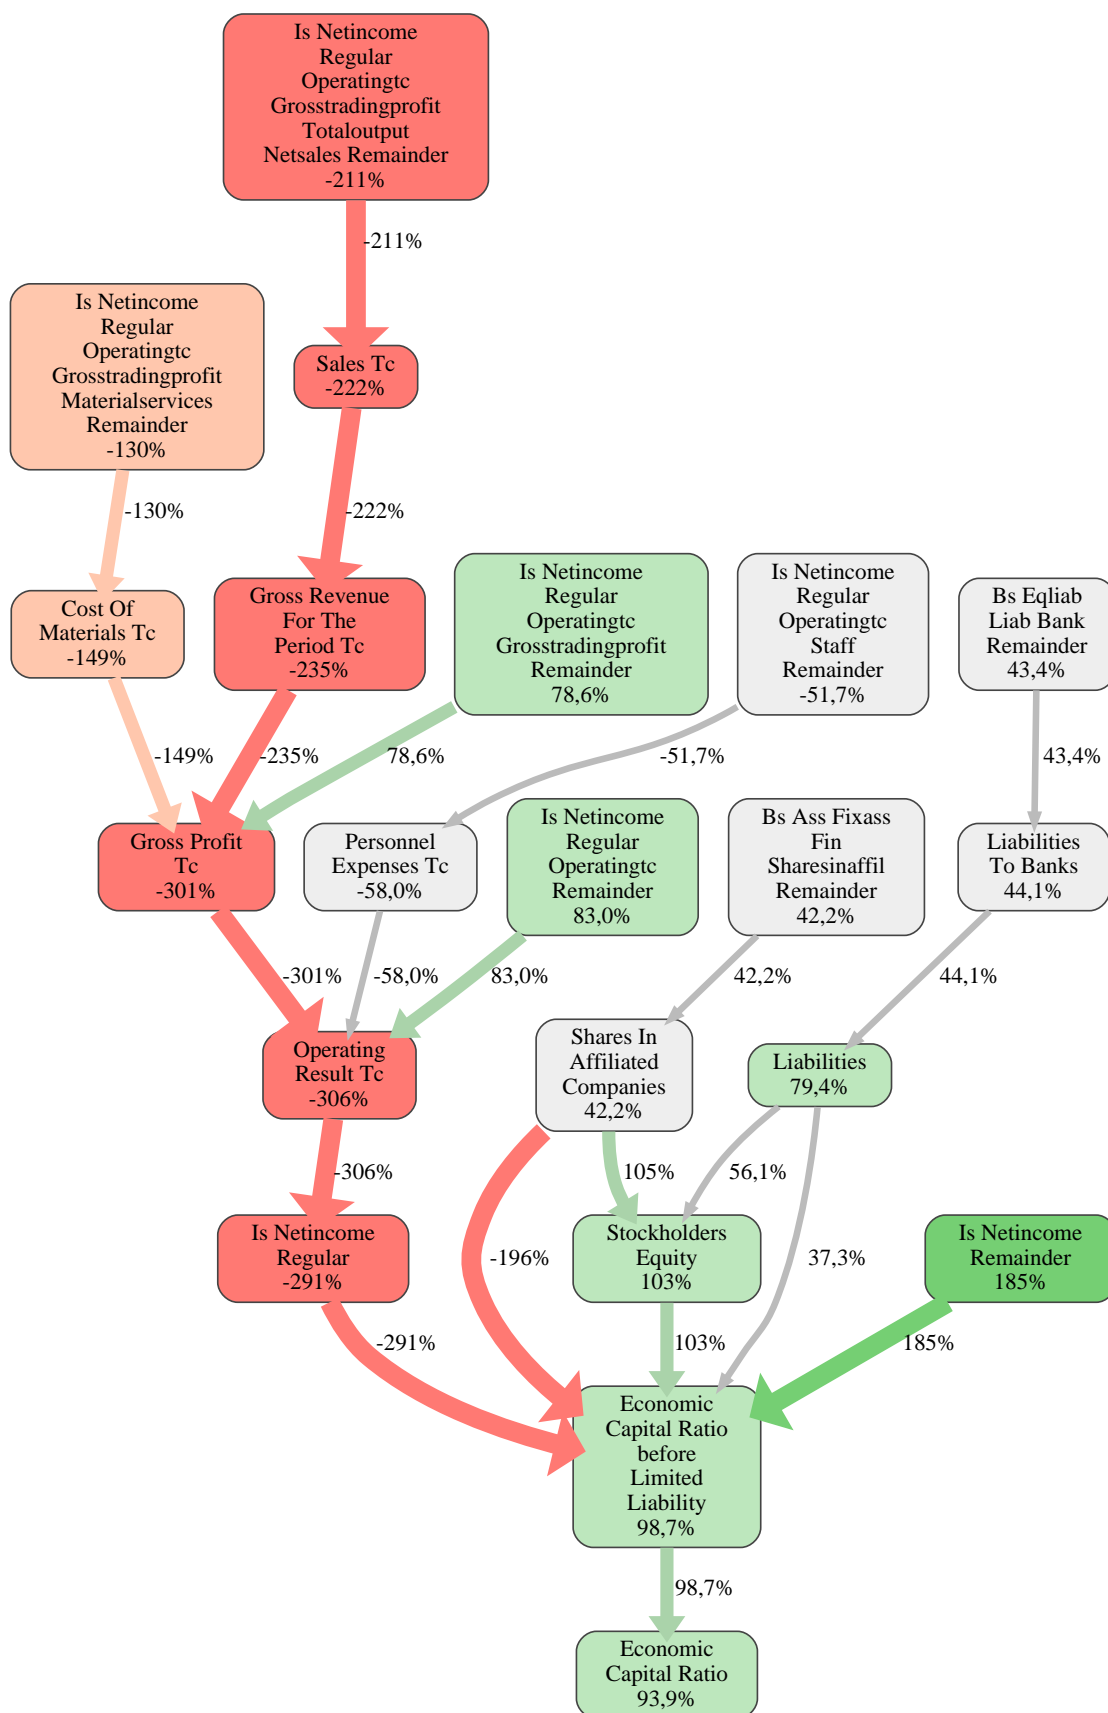 Is Netincome
Regular
Operatingtc
Grosstradingprofit
Totaloutput
Netsales Remainder
-211%
-211%
Is Netincome
Regular
Operatingtc
Grosstradingprofit
Materialservices
Remainder
-130%
Sales Tc
-222%
-130%
-222%
Cost Of
Materials Tc
-149%
Gross Revenue
For The
Period Tc
-235%
Is Netincome
Regular
Operatingtc
Grosstradingprofit
Remainder
78,6%
Is Netincome
Regular
Operatingtc
Staff
Remainder
-51,7%
Bs Eqliab
Liab Bank
Remainder
43,4%
-149%
-235%
78,6%
-51,7%
43,4%
Gross Profit
Tc
-301%
Personnel
Expenses Tc
-58,0%
Is Netincome
Regular
Operatingtc
Remainder
83,0%
Bs Ass Fixass
Fin
Sharesinaffil
Remainder
42,2%
Liabilities
To Banks
44,1%
-301%
-58,0%
83,0%
42,2%
44,1%
Operating
Result Tc
-306%
Shares In
Affiliated
Companies
42,2%
Liabilities
79,4%
-306%
105%
56,1%
Is Netincome
Regular
-291%
-196%
Stockholders
Equity
103%
37,3%
Is Netincome
Remainder
185%
-291%
103%
185%
Economic
Capital Ratio
before
Limited
Liability
98,7%
98,7%
Economic
Capital Ratio
93,9%